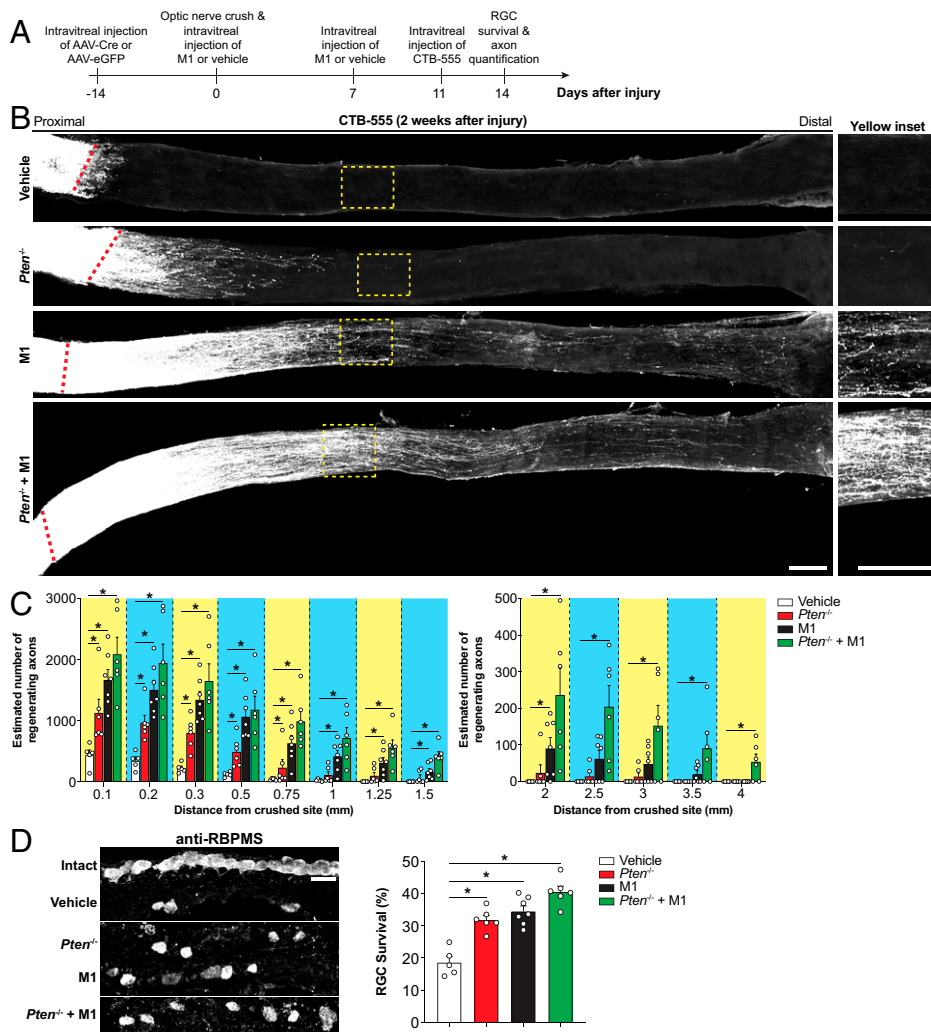 A
Intravitreal injection
of AAV-Cre or
AAV-eGFP
Optic nerve crush &
intravitreal
injection of
M1 or vehicle
Intravitreal
injection of
M1 or vehicle
Intravitreal
injection of
CTB-555
RGC
survival &
axon
quantification
-14 0 7 11 14 Days after injury
B
Proximal CTB-555 (2 weeks after injury) Distal Yellow inset
Vehicle
Pten-/-
M1
Pten-/- + M1
C
Estimated number of
regenerating axons
3000
2000
1000
0
* * * * * * * * * * * * * * * * * *
0.1 0.2 0.3 0.5 0.75 1 1.25 1.5
Distance from crushed site (mm)
Vehicle
Pten-/-
M1
Pten-/- + M1
Estimated number of
regenerating axons
500
400
300
200
100
0
* * * * * *
2 2.5 3 3.5 4
Distance from crushed site (mm)
Vehicle
Pten-/-
M1
Pten-/- + M1
D
anti-RBPMS
Intact
Vehicle
Pten-/-
M1
Pten-/- + M1
RGC Survival (%)
50
40
30
20
10
0
*
*
*
Vehicle
Pten-/-
M1
Pten-/- + M1